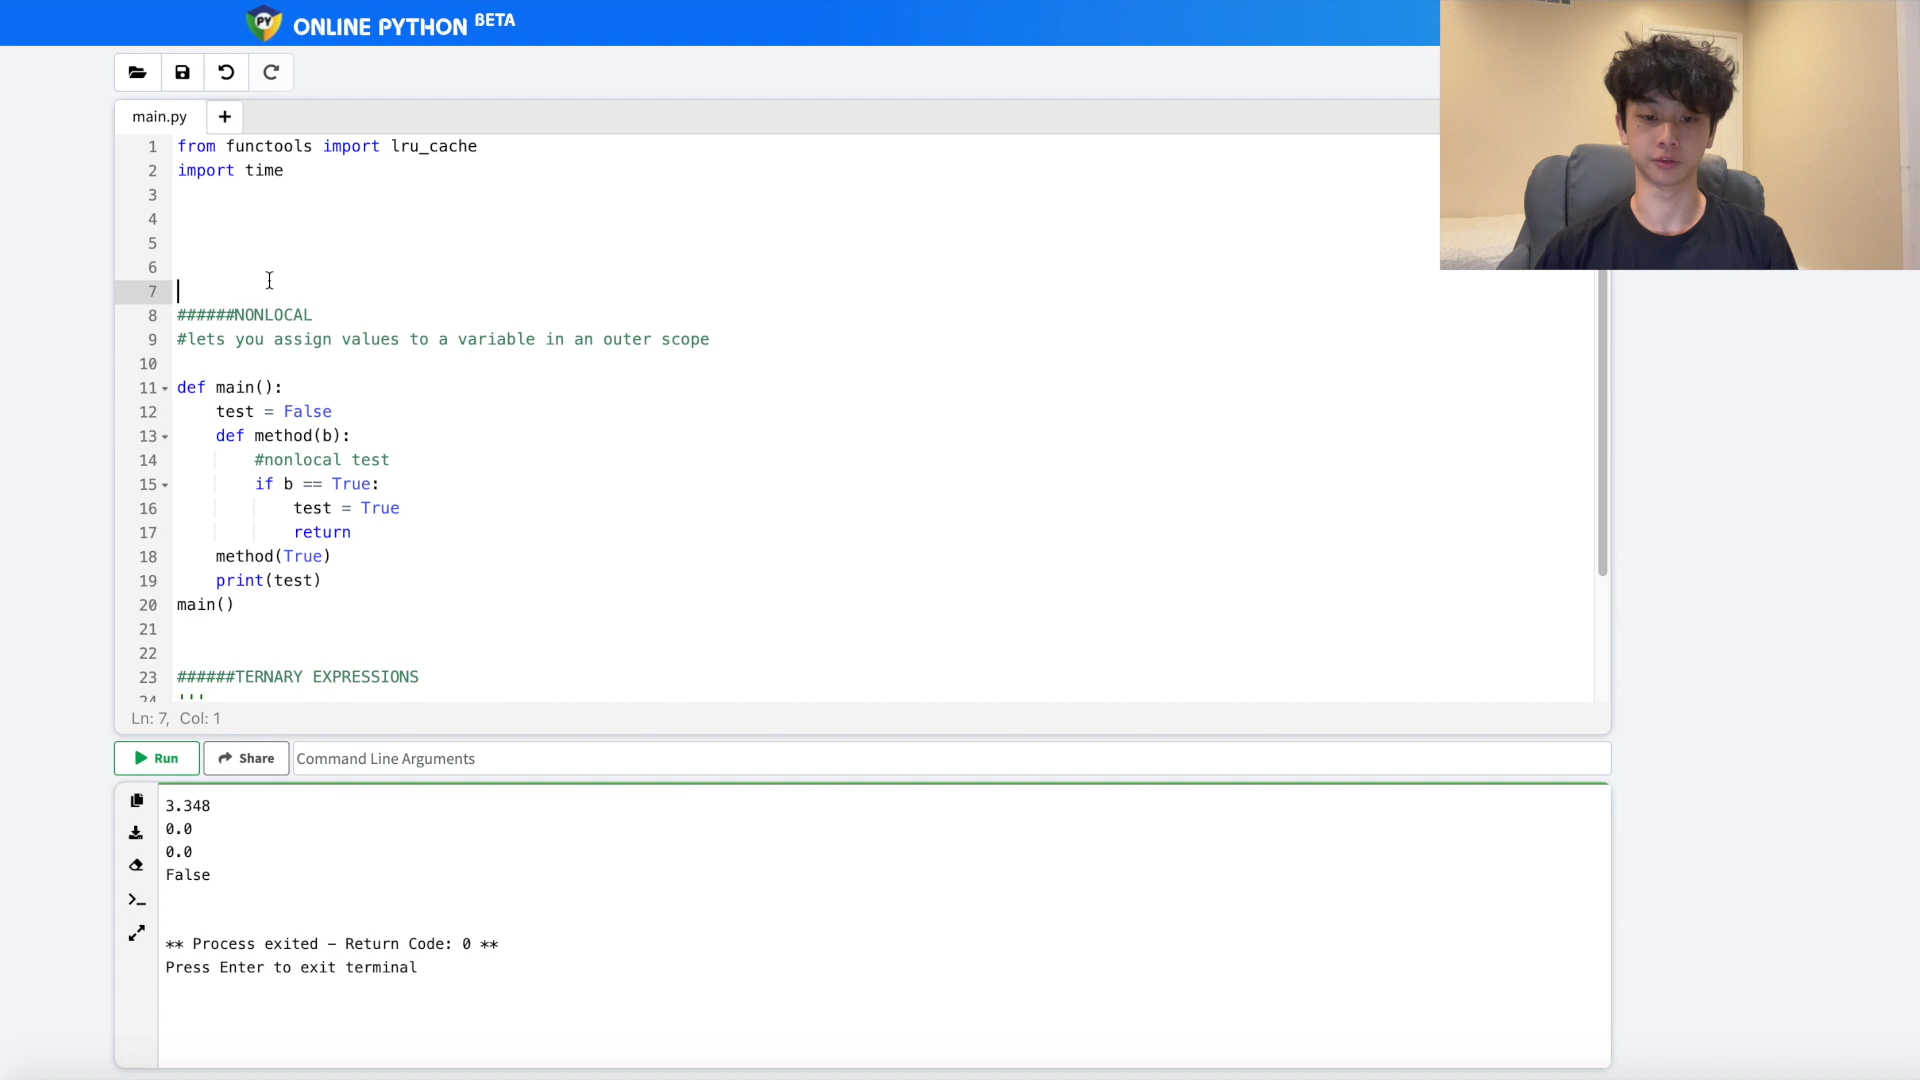 PY ONLINE PYTHON BETA
main.py +
1 from functools import lru_cache
2 import time
3
4
5
6
7
8 ######NONLOCAL
9 #lets you assign values to a variable in an outer scope
10
11 def main():
12 test = False
13 def method(b):
14 #nonlocal test
15 if b == True:
16 test = True
17 return
18 method(True)
19 print(test)
20 main()
21
22
23 ######TERNARY EXPRESSIONS
24 '''
Ln: 7, Col: 1
Run Share Command Line Arguments
3.348
0.0
0.0
False
** Process exited - Return Code: 0 **
Press Enter to exit terminal